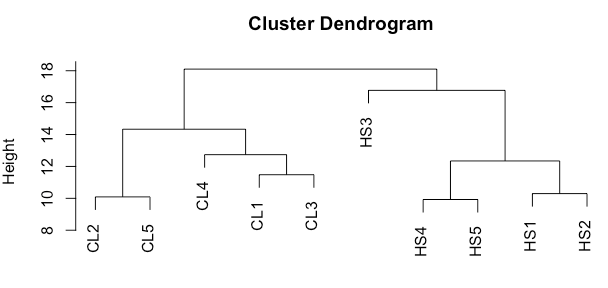 Cluster Dendrogram
Height
18
16
14
12
10
8
CL2
CL5
CL4
CL1
CL3
HS3
HS4
HS5
HS1
HS2